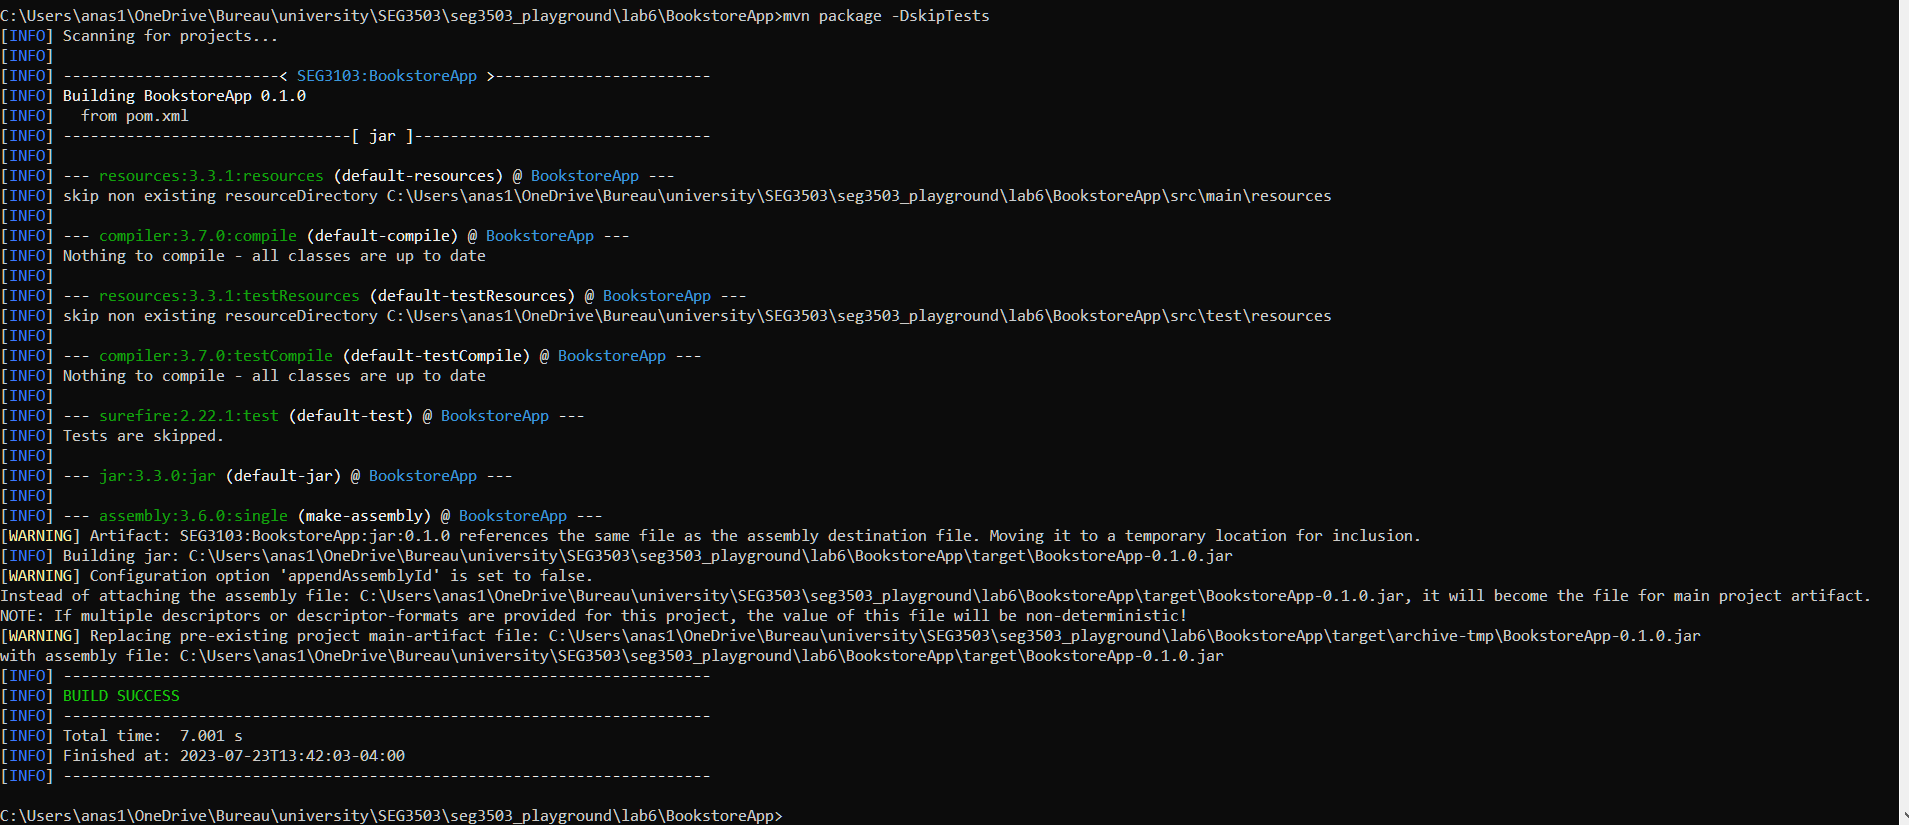 C:\Users\anas1\OneDrive\Bureau\university\SEG3503\seg3503_playground\lab6\BookstoreApp>mvn package -DskipTests
[INFO] Scanning for projects...
[INFO]
[INFO] ------------------------< SEG3103:BookstoreApp >------------------------
[INFO] Building BookstoreApp 0.1.0
[INFO]   from pom.xml
[INFO] --------------------------------[ jar ]---------------------------------
[INFO]
[INFO] --- resources:3.3.1:resources (default-resources) @ BookstoreApp ---
[INFO] skip non existing resourceDirectory C:\Users\anas1\OneDrive\Bureau\university\SEG3503\seg3503_playground\lab6\BookstoreApp\src\main\resources
[INFO]
[INFO] --- compiler:3.7.0:compile (default-compile) @ BookstoreApp ---
[INFO] Nothing to compile - all classes are up to date
[INFO]
[INFO] --- resources:3.3.1:testResources (default-testResources) @ BookstoreApp ---
[INFO] skip non existing resourceDirectory C:\Users\anas1\OneDrive\Bureau\university\SEG3503\seg3503_playground\lab6\BookstoreApp\src\test\resources
[INFO]
[INFO] --- compiler:3.7.0:testCompile (default-testCompile) @ BookstoreApp ---
[INFO] Nothing to compile - all classes are up to date
[INFO]
[INFO] --- surefire:2.22.1:test (default-test) @ BookstoreApp ---
[INFO] Tests are skipped.
[INFO]
[INFO] --- jar:3.3.0:jar (default-jar) @ BookstoreApp ---
[INFO]
[INFO] --- assembly:3.6.0:single (make-assembly) @ BookstoreApp ---
[WARNING] Artifact: SEG3103:BookstoreApp:jar:0.1.0 references the same file as the assembly destination file. Moving it to a temporary location for inclusion.
[INFO] Building jar: C:\Users\anas1\OneDrive\Bureau\university\SEG3503\seg3503_playground\lab6\BookstoreApp\target\BookstoreApp-0.1.0.jar
[WARNING] Configuration option 'appendAssemblyId' is set to false.
Instead of attaching the assembly file: C:\Users\anas1\OneDrive\Bureau\university\SEG3503\seg3503_playground\lab6\BookstoreApp\target\BookstoreApp-0.1.0.jar, it will become the file for main project artifact.
NOTE: If multiple descriptors or descriptor-formats are provided for this project, the value of this file will be non-deterministic!
[WARNING] Replacing pre-existing project main-artifact file: C:\Users\anas1\OneDrive\Bureau\university\SEG3503\seg3503_playground\lab6\BookstoreApp\target\archive-tmp\BookstoreApp-0.1.0.jar
with assembly file: C:\Users\anas1\OneDrive\Bureau\university\SEG3503\seg3503_playground\lab6\BookstoreApp\target\BookstoreApp-0.1.0.jar
[INFO] ------------------------------------------------------------------------
[INFO] BUILD SUCCESS
[INFO] ------------------------------------------------------------------------
[INFO] Total time:  7.001 s
[INFO] Finished at: 2023-07-23T13:42:03-04:00
[INFO] ------------------------------------------------------------------------
C:\Users\anas1\OneDrive\Bureau\university\SEG3503\seg3503_playground\lab6\BookstoreApp>